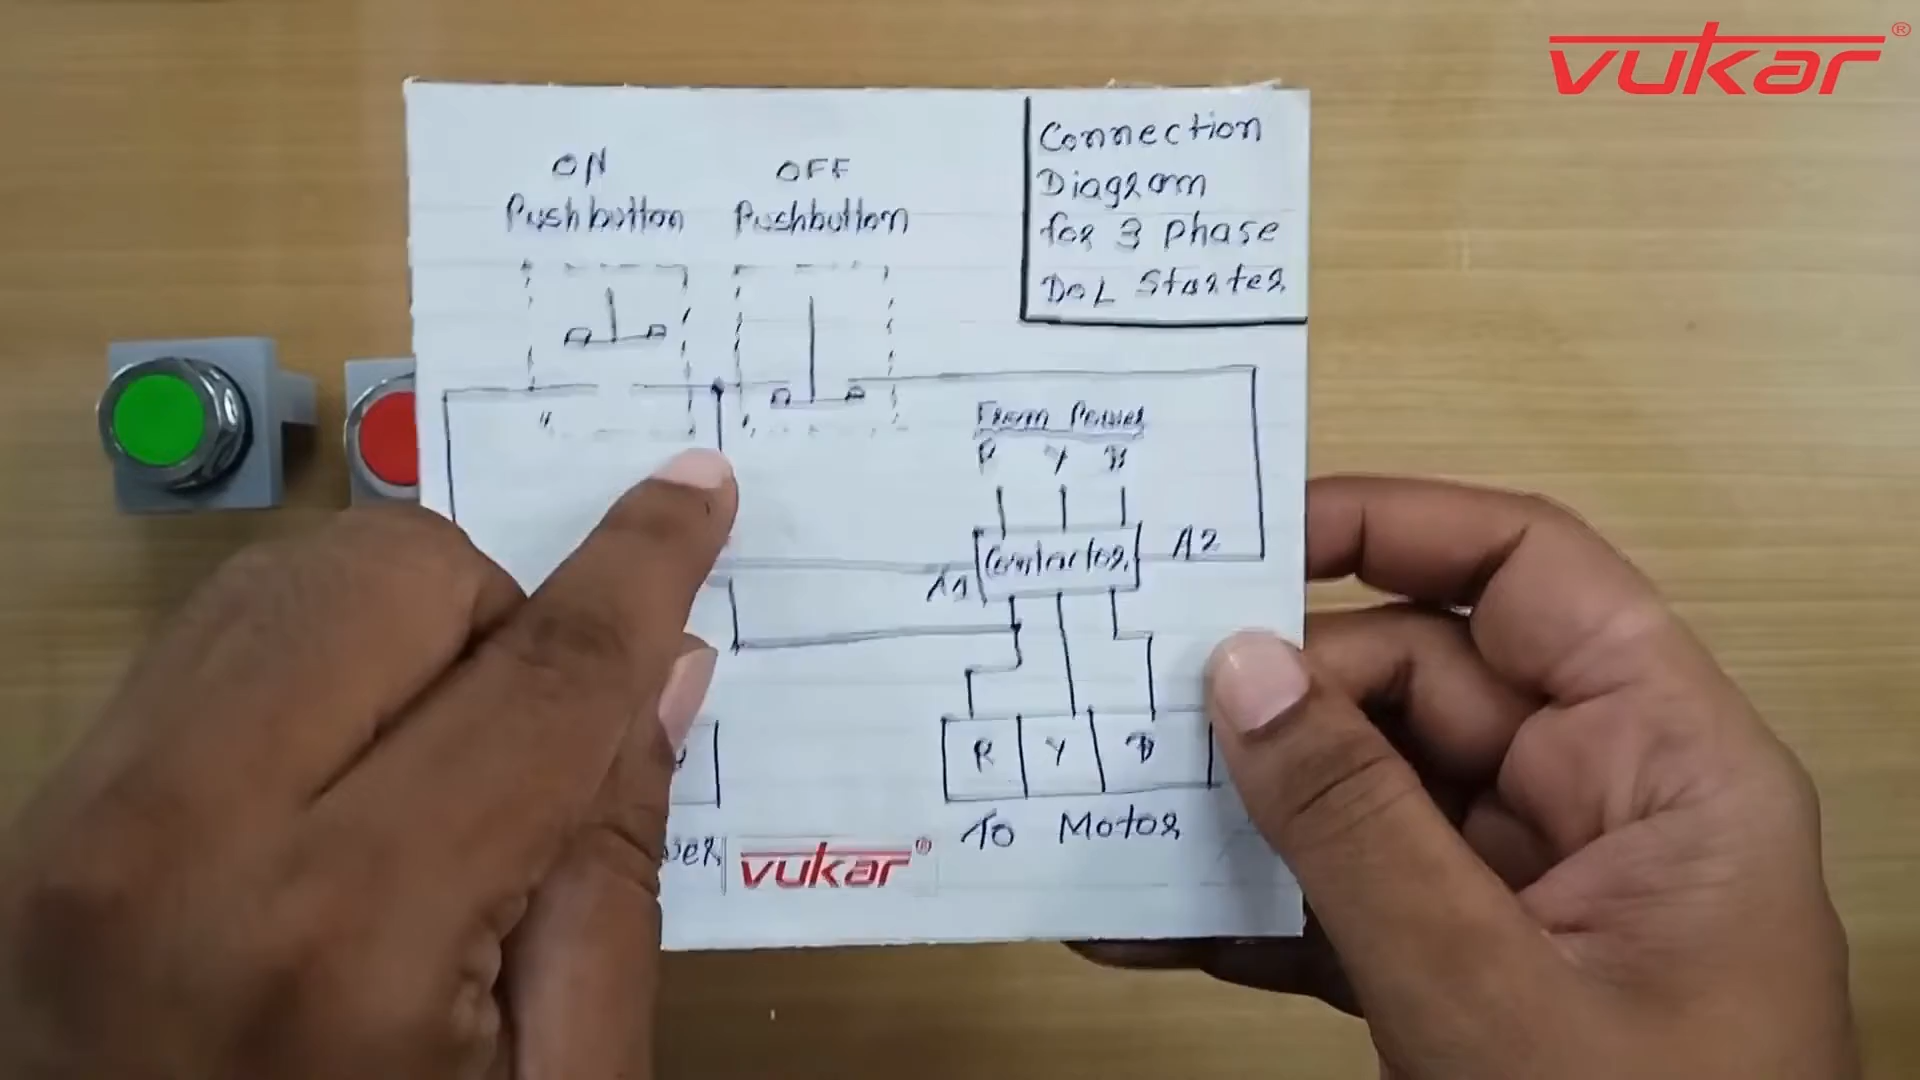 vukar®
ON
Pushbutton
OFF
Pushbutton
Connection
Diagram
for 3 phase
DOL Starter
From Power
R Y B
Contactor
A1
A2
R Y B
To Motor
wer
vukar®